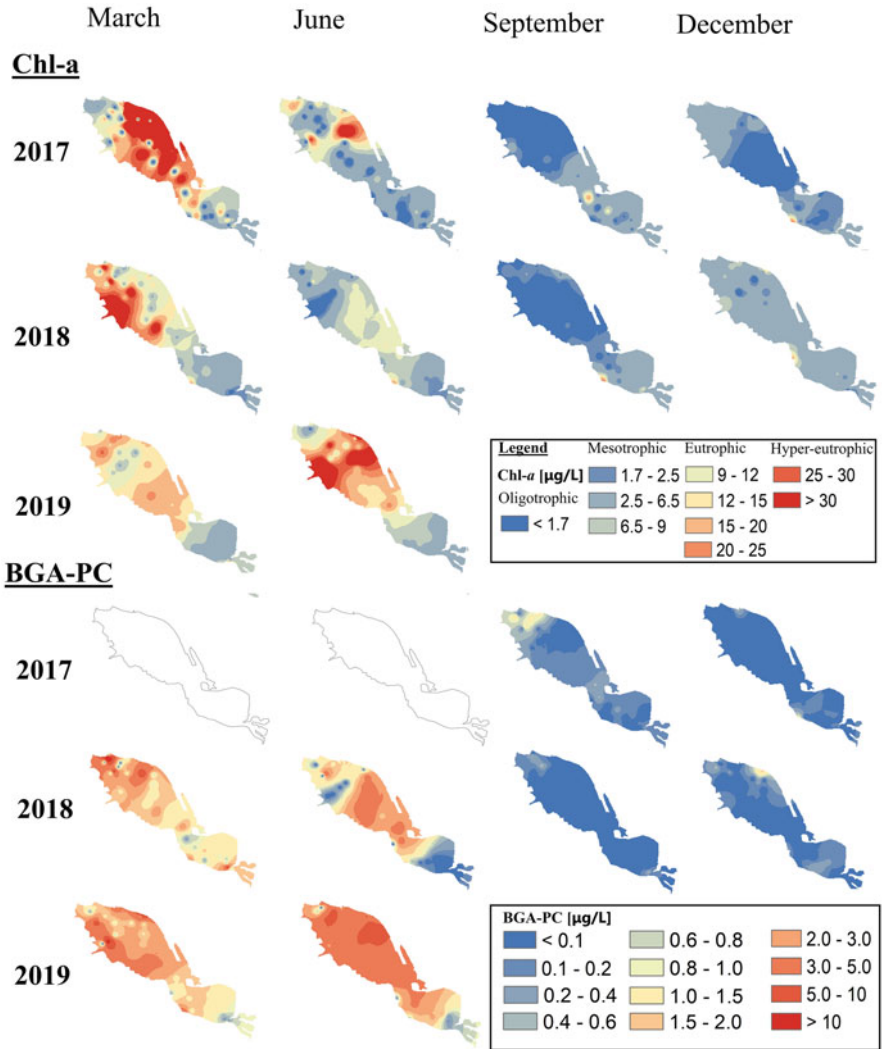 March June September December
Chl-a
2017
2018
2019
Legend Mesotrophic Eutrophic Hyper-eutrophic
Chl-a [µg/L] 1.7 - 2.5 9 - 12 25 - 30
Oligotrophic 2.5 - 6.5 12 - 15 > 30
< 1.7 6.5 - 9 15 - 20
20 - 25
BGA-PC
2017
2018
2019
BGA-PC [µg/L]
< 0.1 0.6 - 0.8 2.0 - 3.0
0.1 - 0.2 0.8 - 1.0 3.0 - 5.0
0.2 - 0.4 1.0 - 1.5 5.0 - 10
0.4 - 0.6 1.5 - 2.0 > 10